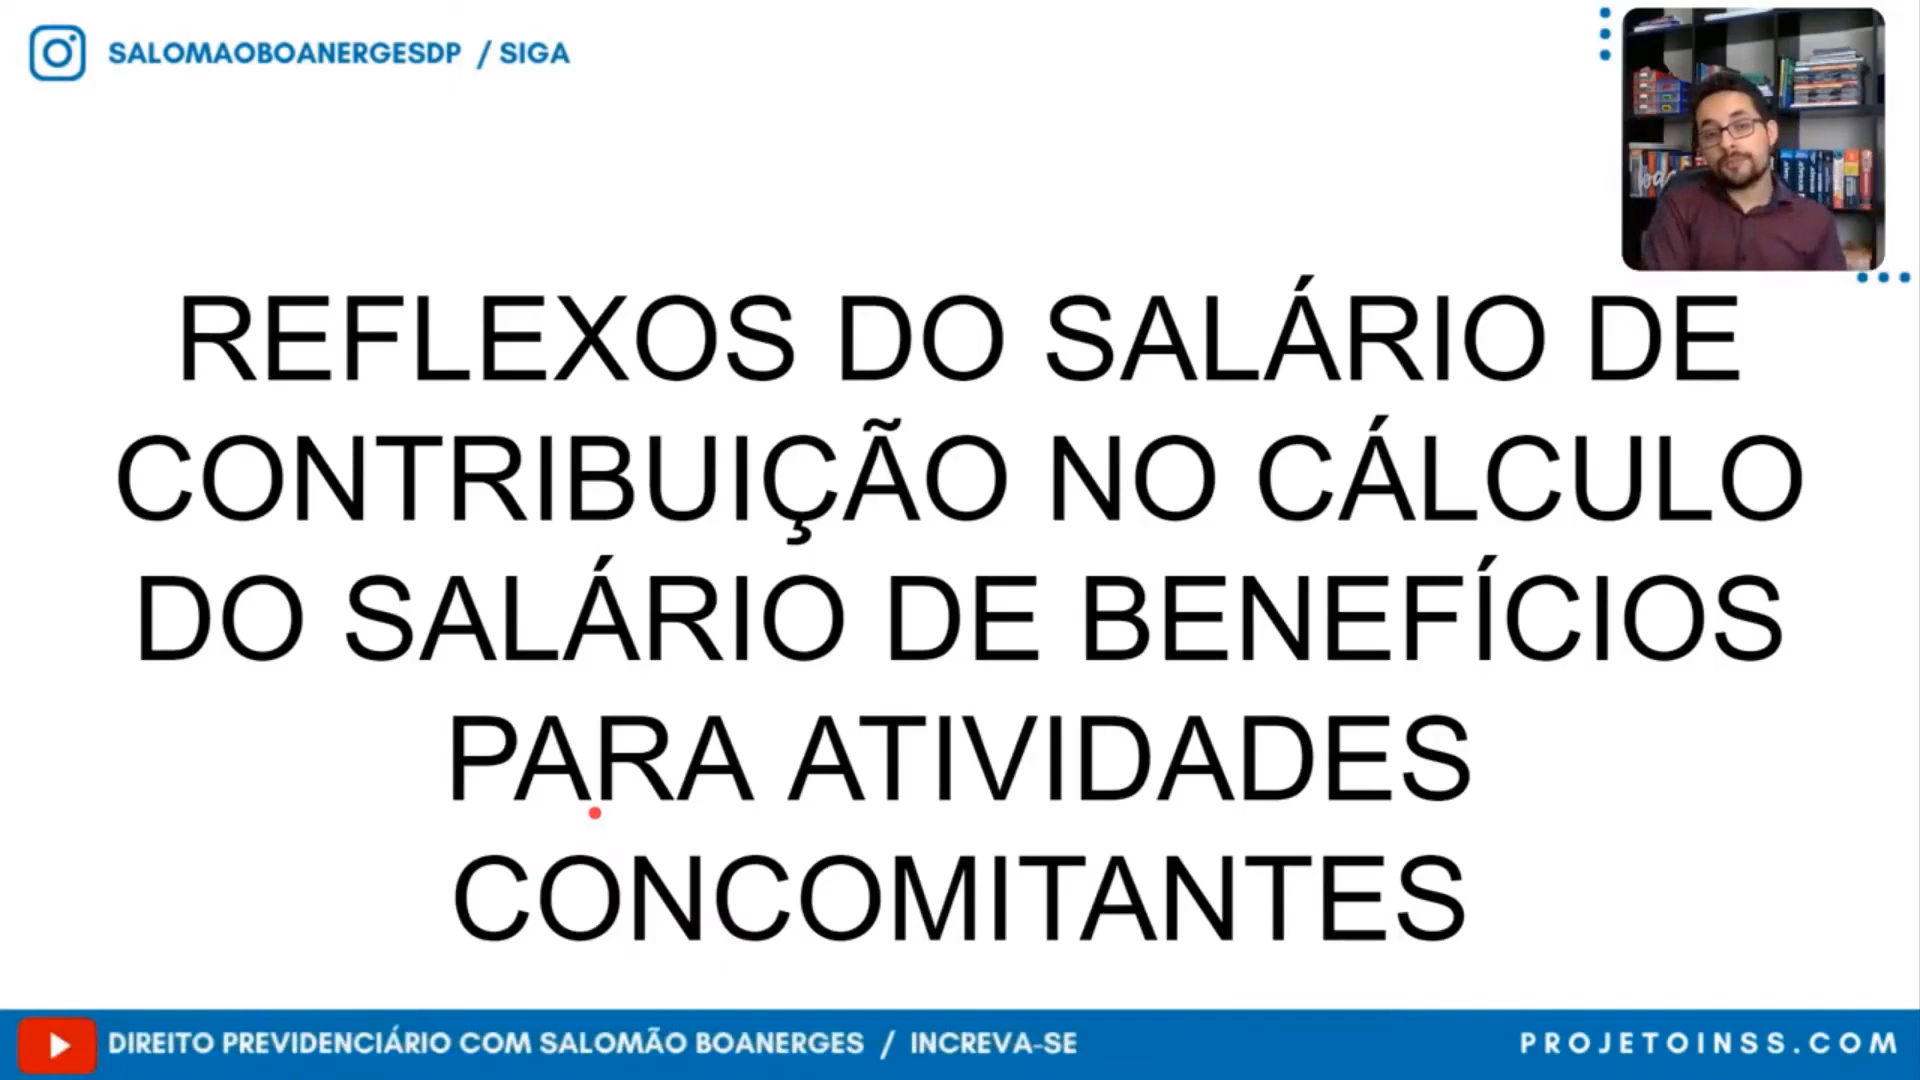 SALOMAOBOANERGESDP / SIGA
REFLEXOS DO SALÁRIO DE
CONTRIBUIÇÃO NO CÁLCULO
DO SALÁRIO DE BENEFÍCIOS
PARA ATIVIDADES
CONCOMITANTES
DIREITO PREVIDENCIÁRIO COM SALOMÃO BOANERGES / INCREVA-SE
PROJETOINSS.COM